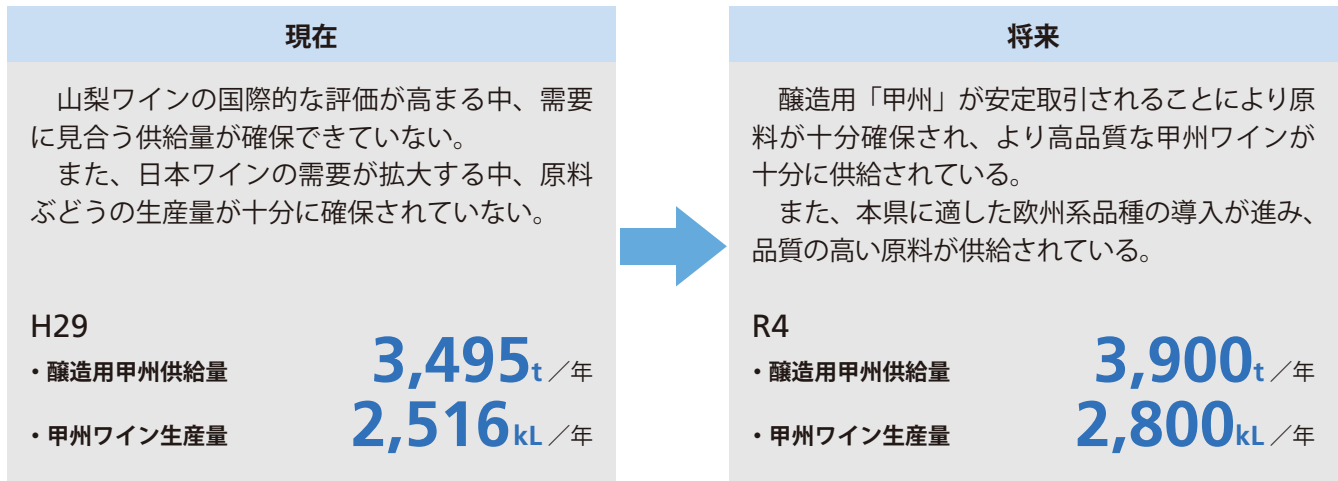 現在
山梨ワインの国際的な評価が高まる中、需要
に見合う供給量が確保できていない。
また、日本ワインの需要が拡大する中、原料
ぶどうの生産量が十分に確保されていない。
H29
・醸造用甲州供給量 3,495t／年
・甲州ワイン生産量 2,516kL／年
将来
醸造用「甲州」が安定取引されることにより原
料が十分確保され、より高品質な甲州ワインが
十分に供給されている。
また、本県に適した欧州系品種の導入が進み、
品質の高い原料が供給されている。
R4
・醸造用甲州供給量 3,900t／年
・甲州ワイン生産量 2,800kL／年